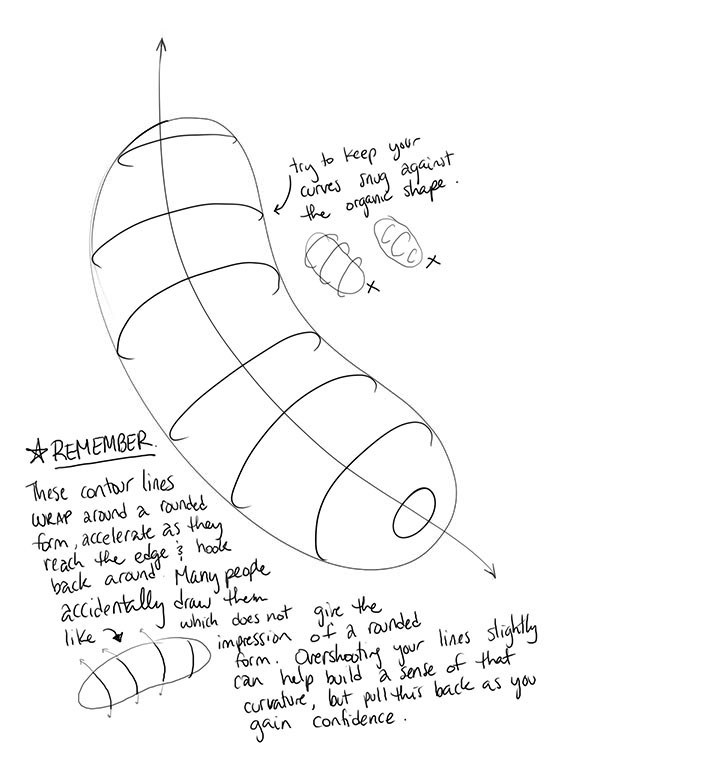 try to keep your
curves snug against
the organic shape.
x
x
REMEMBER.
These contour lines
WRAP around a rounded
form, accelerate as they
reach the edge & hook
back around. Many people
accidentally draw them
like
which does not give the
impression of a rounded
form. Overshooting your lines slightly
can help build a sense of that
curvature, but pull this back as you
gain confidence.